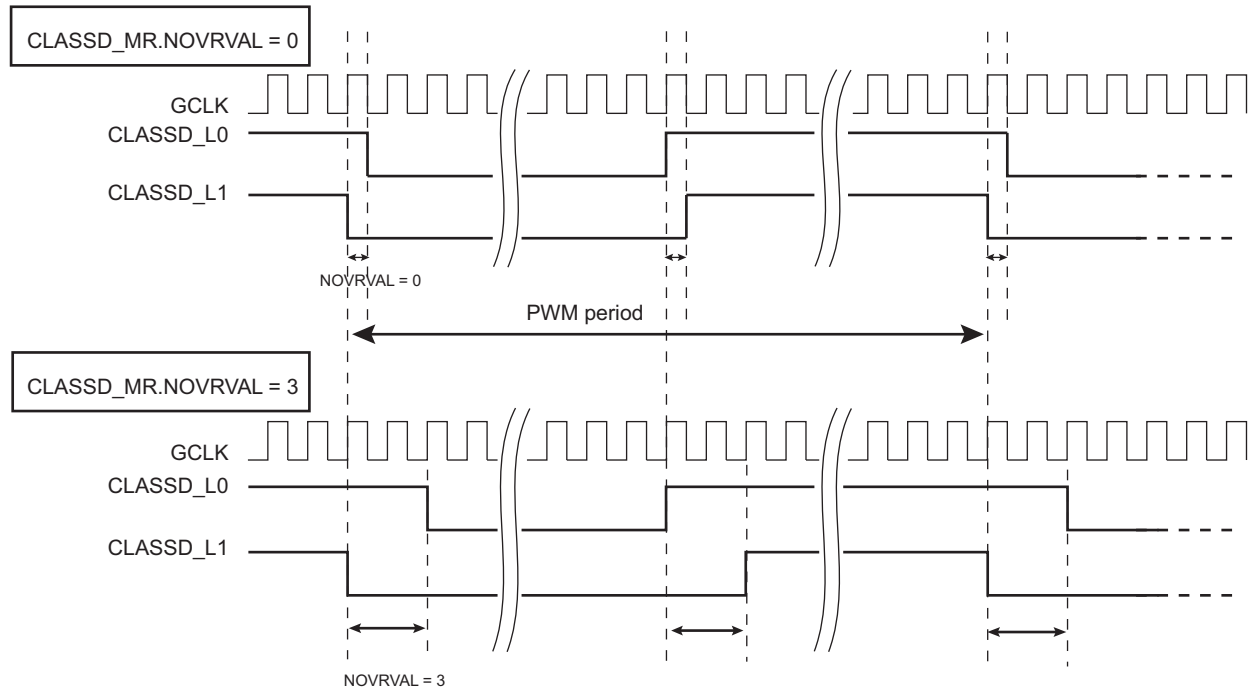 CLASSD_MR.NOVRVAL = 0
GCLK
CLASSD_L0
CLASSD_L1
NOVRVAL = 0
PWM period
CLASSD_MR.NOVRVAL = 3
GCLK
CLASSD_L0
CLASSD_L1
NOVRVAL = 3